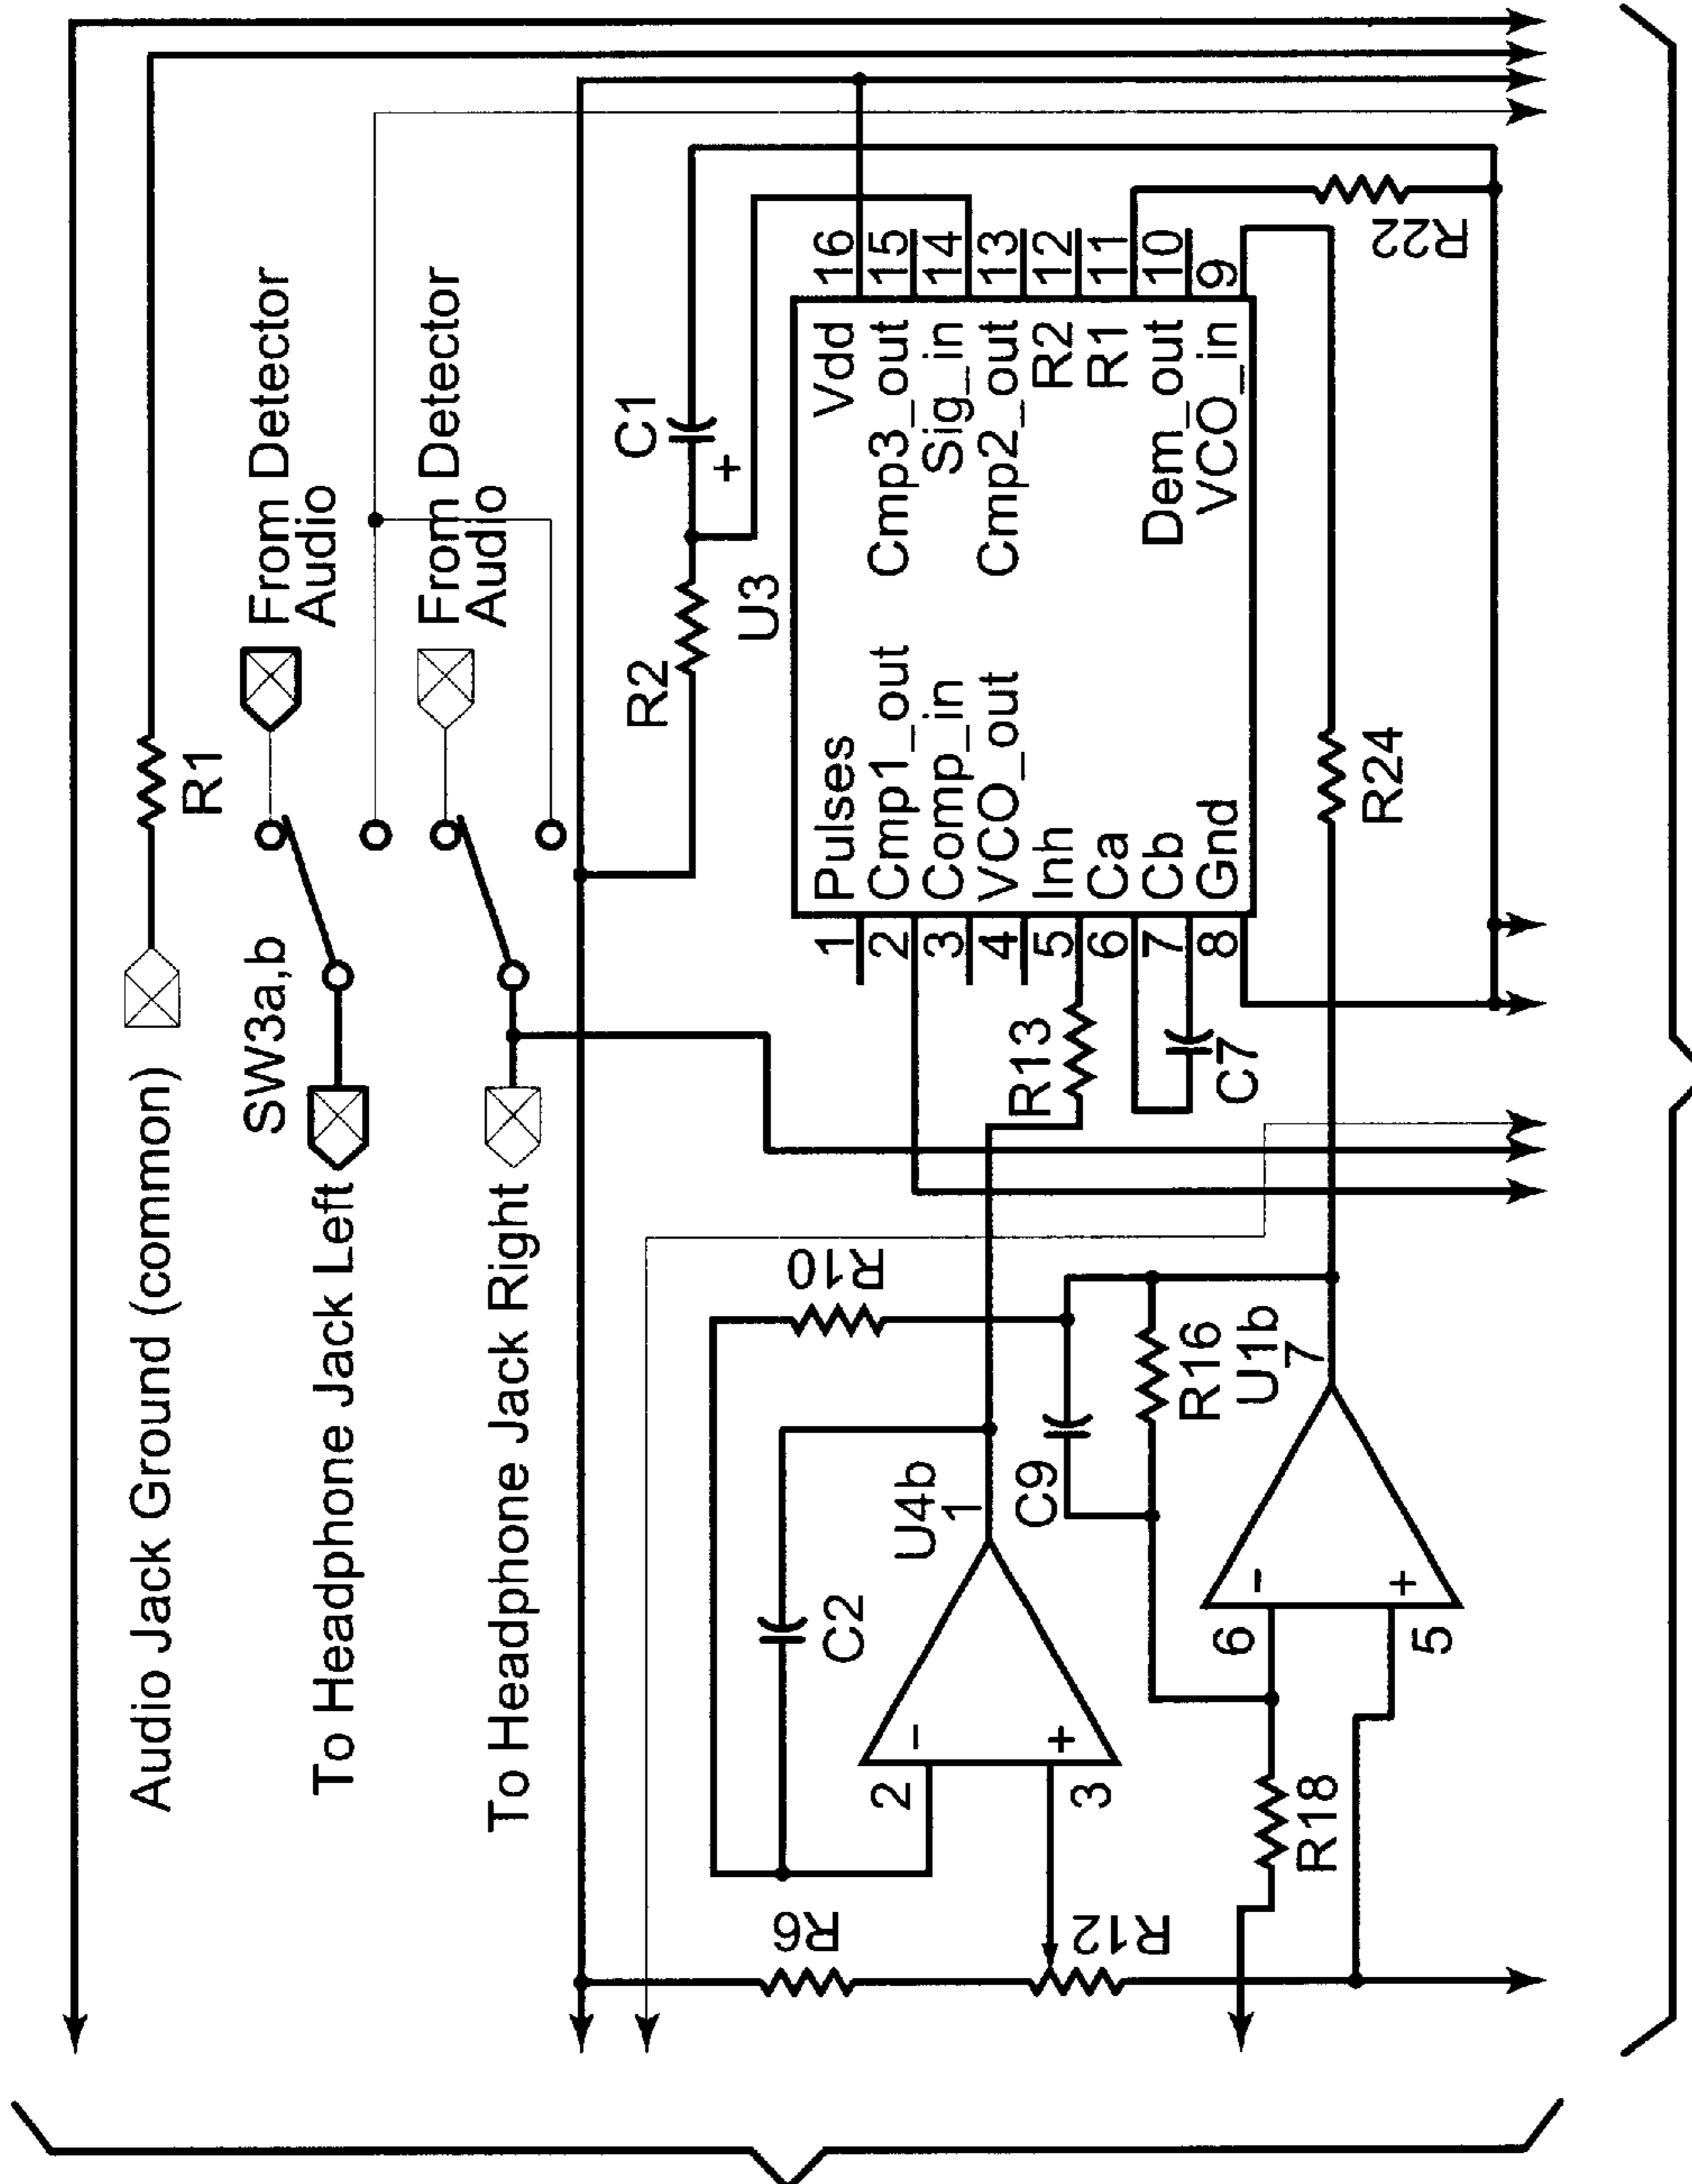 Audio Jack Ground (common)
R1
SW3a,b
From Detector
Audio
To Headphone Jack Left
From Detector
Audio
To Headphone Jack Right
R2
C1
+
U3
1
2
3
4
5
6
7
8
Pulses
Cmp1_out
Comp_in
VCO_out
Inh
Ca
Cb
Gnd
Vdd
Cmp3_out
Sig_in
Cmp2_out
R2
R1
Dem_out
VCO_in
16
15
14
13
12
11
10
9
R22
R24
R13
C7
R10
C2
U4b
1
2
-
+
3
R6
R12
C9
R16
U1b
7
6
-
+
5
R18